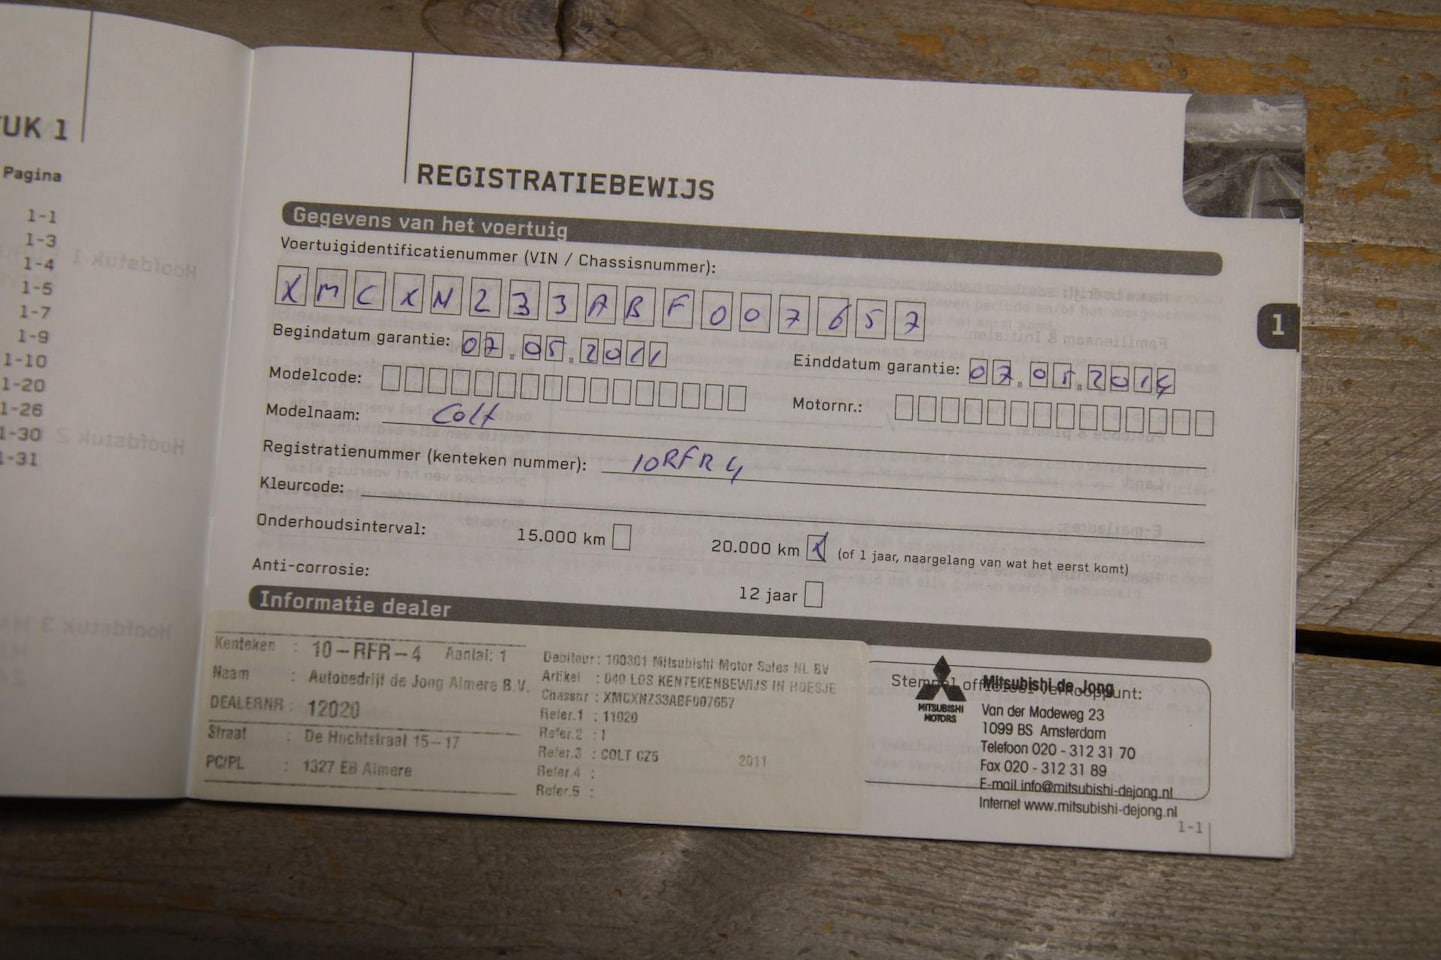 UK 1
Pagina
1-1
1-3
1-4
1-5
1-7
1-9
1-10
1-20
1-26
1-30
1-31
REGISTRATIEBEWIJS
Gegevens van het voertuig
Voertuigidentificatienummer (VIN / Chassisnummer):
XMCXNZ33ABF007657
Begindatum garantie: 07.05.2011
Einddatum garantie: 07.05.2014
Modelcode:
Motornr.:
Modelnaam: Colt
Registratienummer (kenteken nummer): 10RFR4
Kleurcode:
Onderhoudsinterval: 15.000 km 20.000 km X (of 1 jaar, naargelang van wat het eerst komt)
Anti-corrosie: 12 jaar
1
Informatie dealer
Kenteken : 10-RFR-4 Aantal: 1
Naam : Autobedrijf de Jong Almere B.V.
DEALERNR : 12020
Straat : De Huchtstraat 15-17
PC/PL : 1327 EB Almere
Debiteur: 100301 Mitsubishi Motor Sales NL BV
Artikel : 040 LOS KENTEKENBEWIJS IN HOESJE
Chassnr : XMCXNZ33ABF007657
Refer.1 : 11020
Refer.2 : 1
Refer.3 : COLT CZ5 2011
Refer.4 :
Refer.5 :
Stempel officieel verkooppunt:
MITSUBISHI
MOTORS
Mitsubishi de Jong
Van der Madeweg 23
1099 BS Amsterdam
Telefoon 020 - 312 31 70
Fax 020 - 312 31 89
E-mail info@mitsubishi-dejong.nl
Internet www.mitsubishi-dejong.nl
1-1